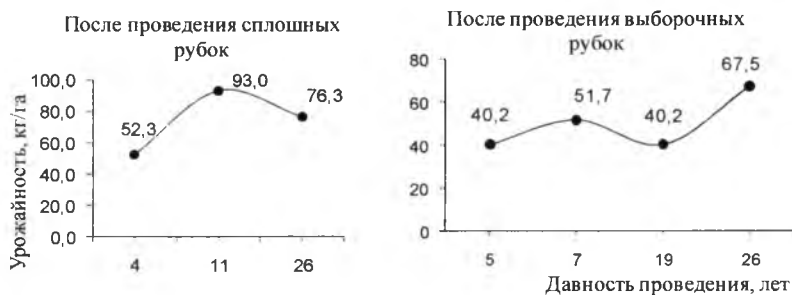 После проведения сплошных
рубок
Урожайность, кг/га
100,0
80,0
60,0
40,0
20,0
0,0
52,3
93,0
76,3
4 11 26
После проведения выборочных
рубок
80
60
40
20
0
40,2
51,7
40,2
67,5
5 7 19 26
Давность проведения, лет